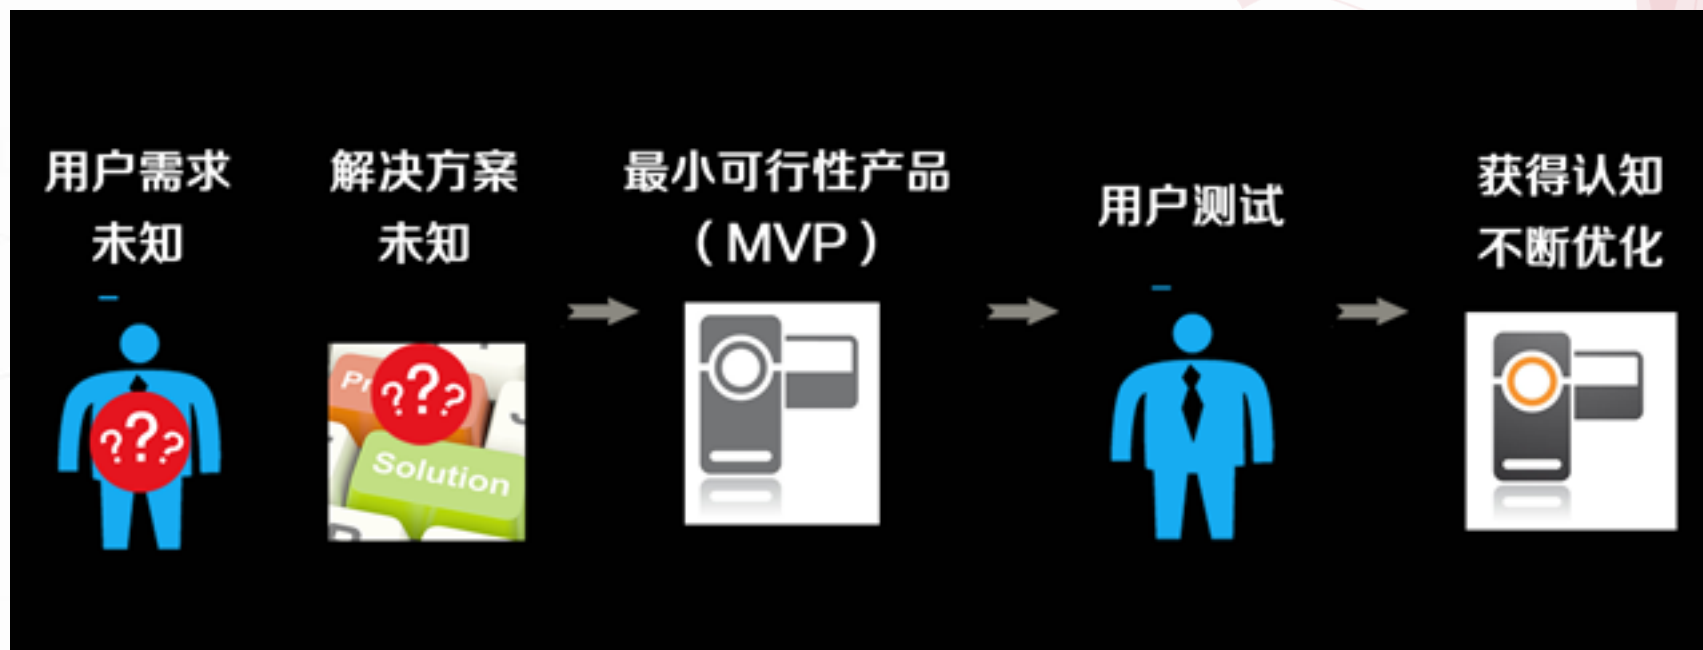 用户需求
未知
解决方案
未知
最小可行性产品
（MVP）
用户测试
获得认知
不断优化
???
???
Solution